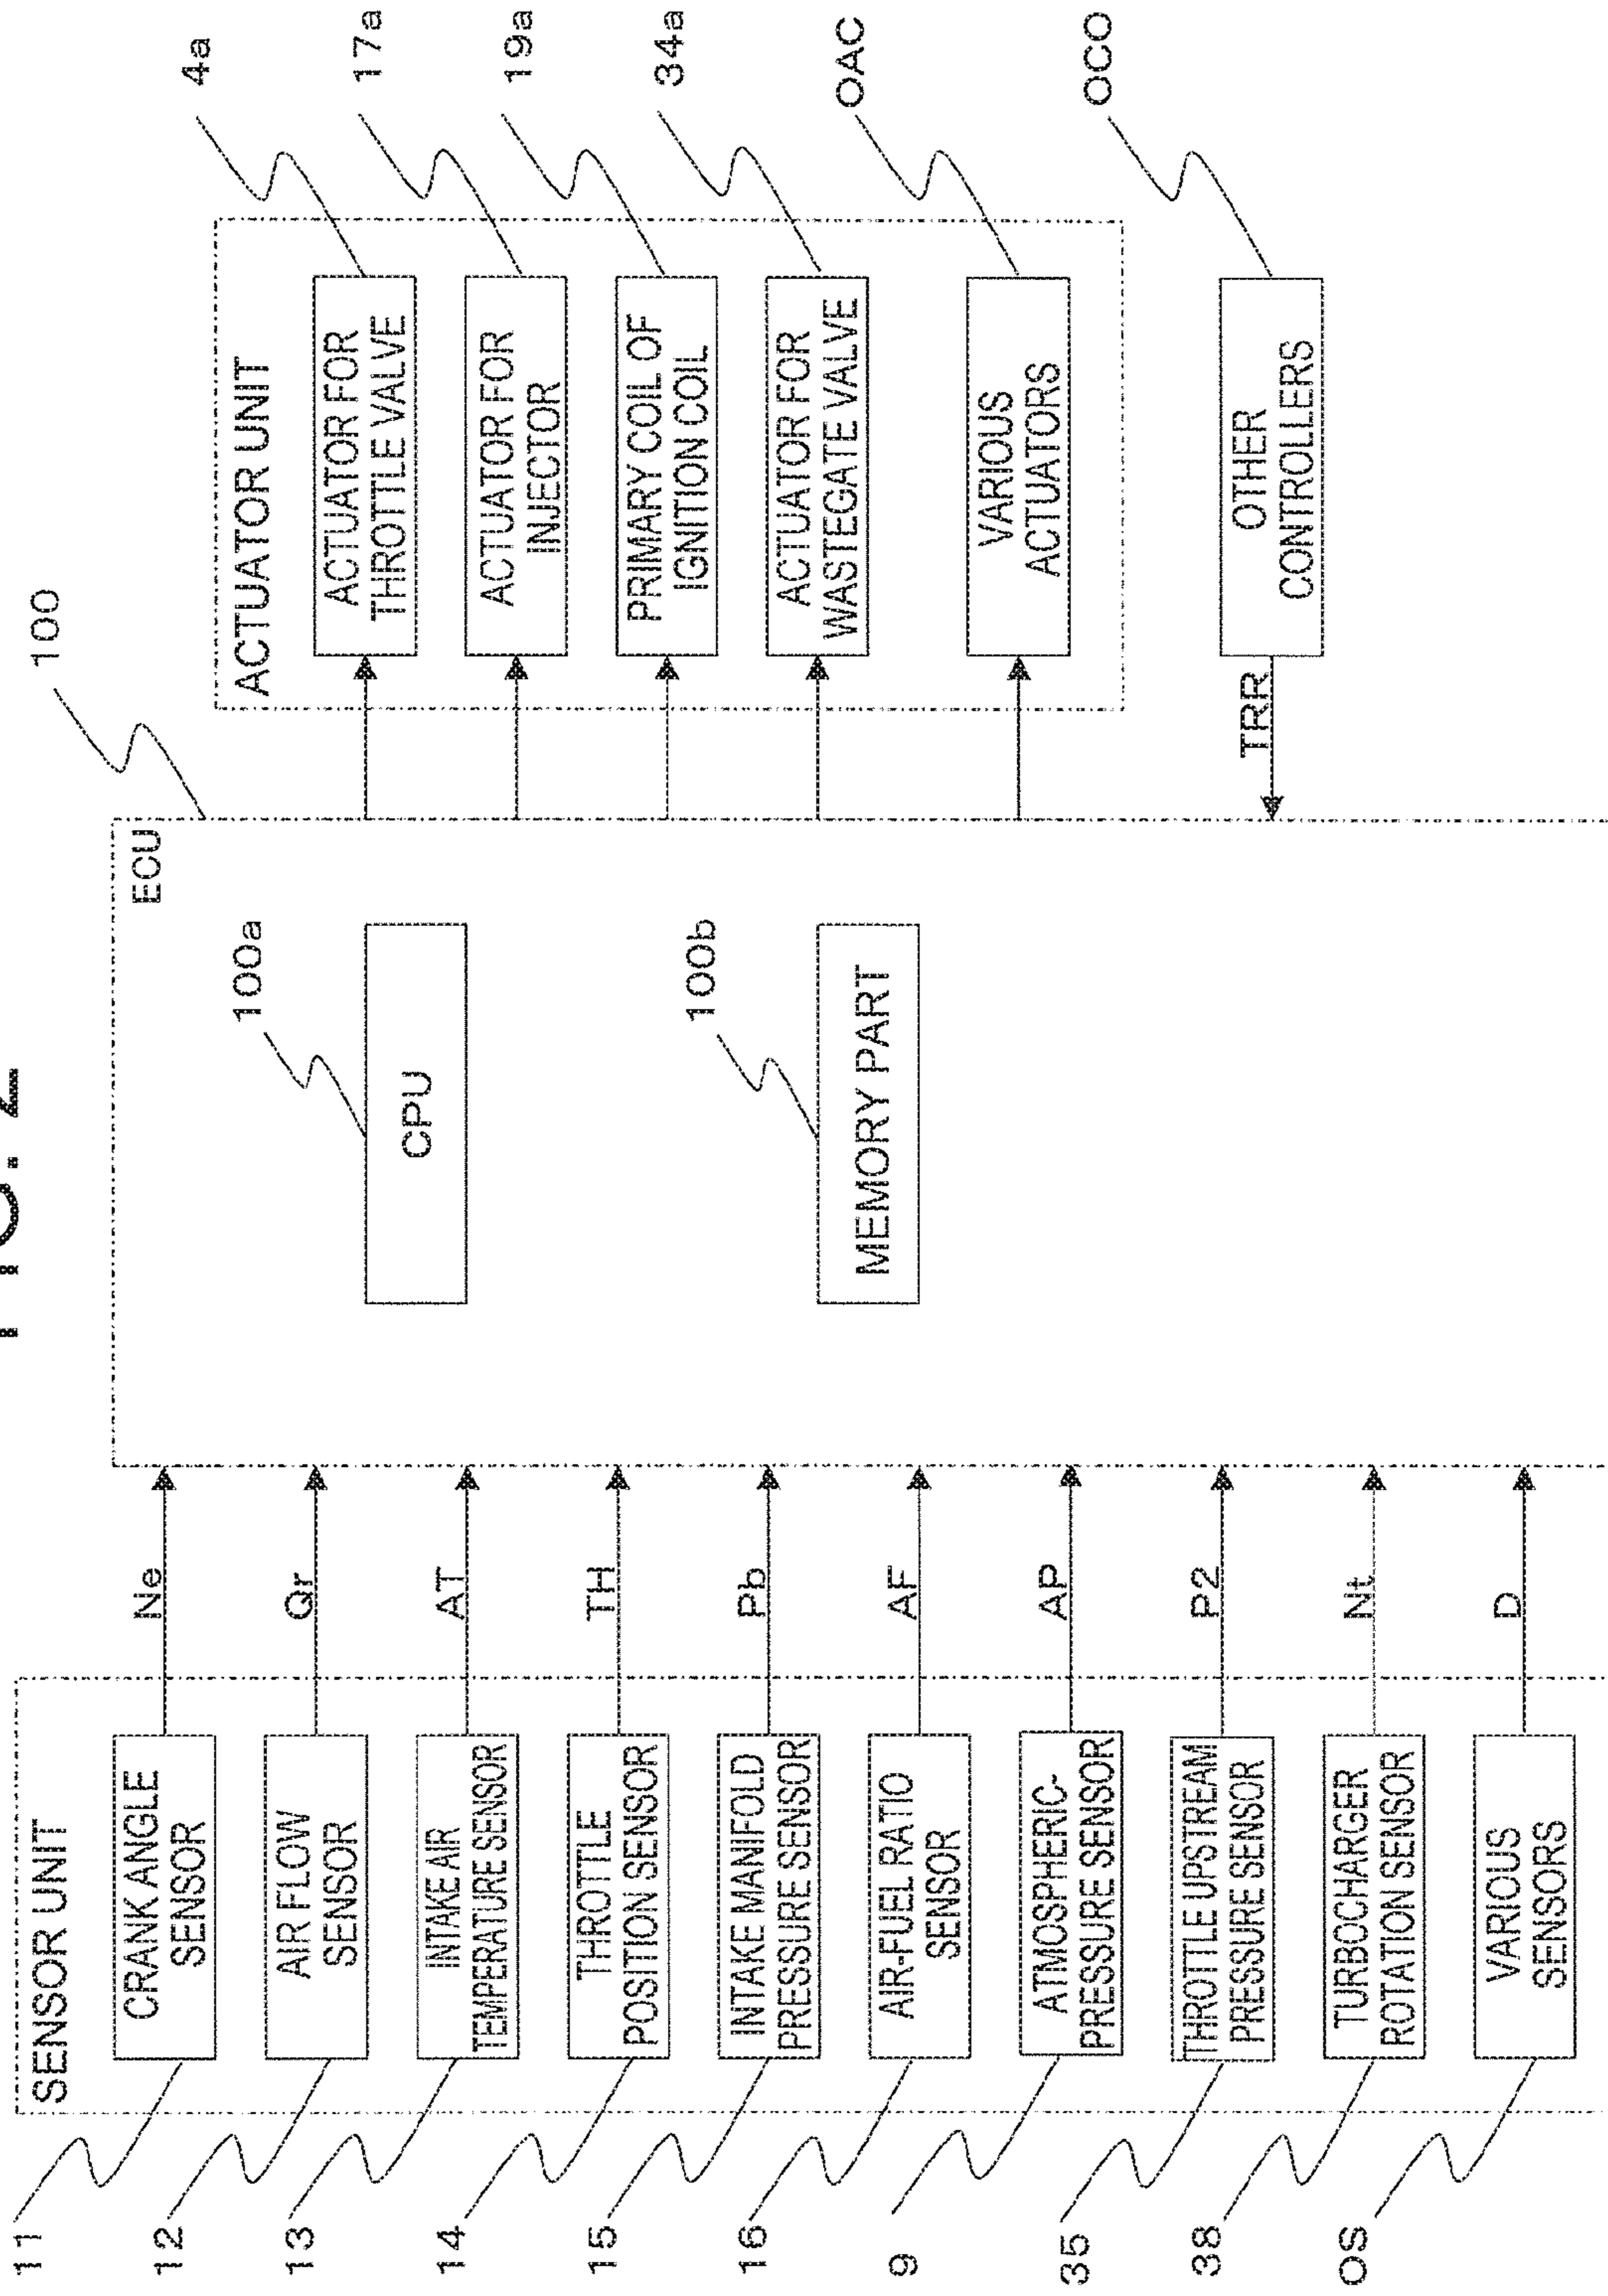 FIG. 2
SENSOR UNIT
11
CRANK ANGLE
SENSOR
Ne
12
AIR FLOW
SENSOR
Qr
13
INTAKE AIR
TEMPERATURE SENSOR
AT
14
THROTTLE
POSITION SENSOR
TH
15
INTAKE MANIFOLD
PRESSURE SENSOR
Pb
16
AIR-FUEL RATIO
SENSOR
AF
9
ATMOSPHERIC-
PRESSURE SENSOR
AP
35
THROTTLE UPSTREAM
PRESSURE SENSOR
P2
38
TURBOCHARGER
ROTATION SENSOR
Nt
OS
VARIOUS
SENSORS
D
ECU
100
100a
CPU
100b
MEMORY PART
ACTUATOR UNIT
ACTUATOR FOR
THROTTLE VALVE
4a
ACTUATOR FOR
INJECTOR
17a
PRIMARY COIL OF
IGNITION COIL
19a
ACTUATOR FOR
WASTEGATE VALVE
34a
VARIOUS
ACTUATORS
OAC
TRR
OTHER
CONTROLLERS
OCO